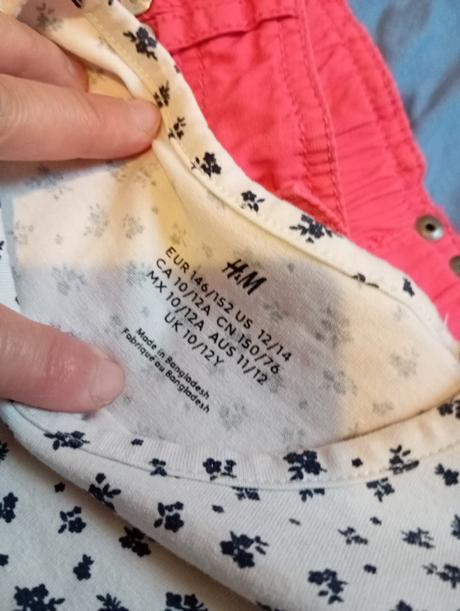 H&M
EUR 146/152 US 12/14
CA 10/12A CN 150/76
MX 10/12A AUS 11/12
UK 10/12Y
Made in Bangladesh
Fabriqué au Bangladesh